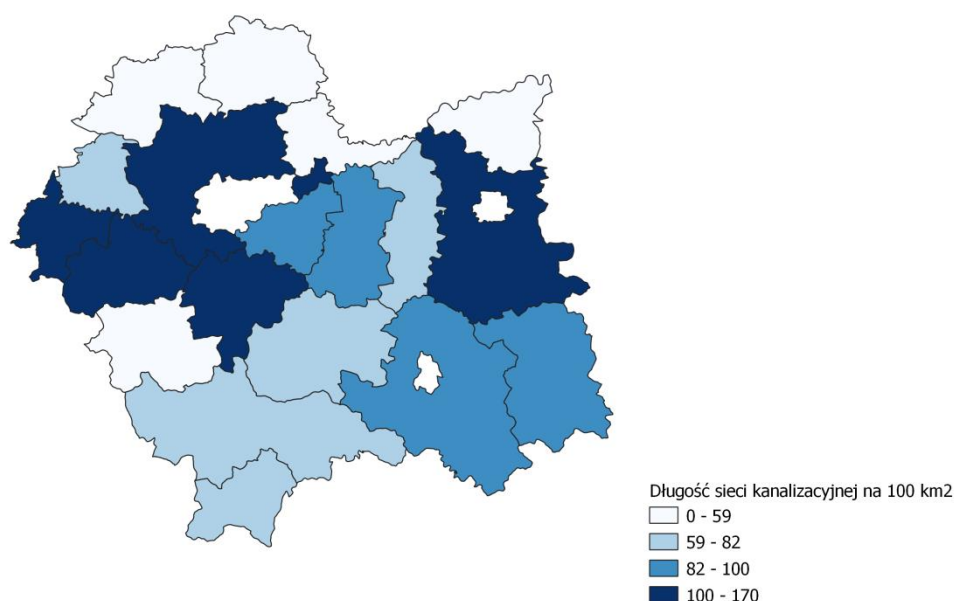 Długość sieci kanalizacyjnej na 100 km2
0 - 59
59 - 82
82 - 100
100 - 170